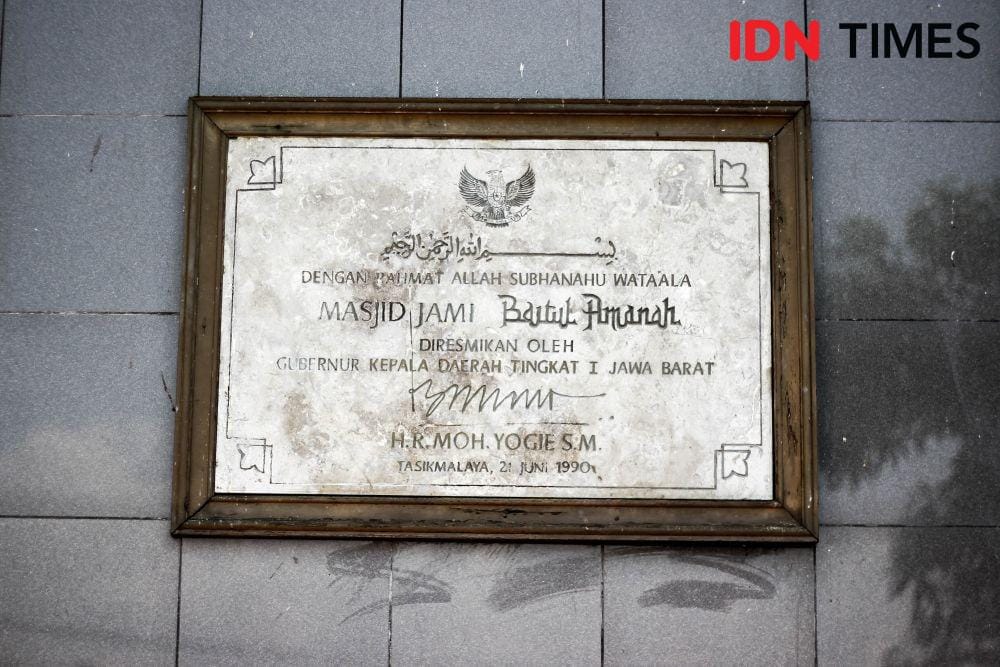 IDN TIMES
بسم الله الرحمن الرحيم
DENGAN RAHMAT ALLAH SUBHANAHU WATAALA
MASJID JAMI Baitul Amanah
DIRESMIKAN OLEH
GUBERNUR KEPALA DAERAH TINGKAT I JAWA BARAT
H.R.MOH.YOGIE S.M.
TASIKMALAYA, 21 JUNI 1990